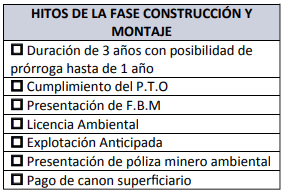 HITOS DE LA FASE CONSTRUCCIÓN Y
MONTAJE
☐ Duración de 3 años con posibilidad de
prórroga hasta de 1 año
☐ Cumplimiento del P.T.O
☐ Presentación de F.B.M
☐ Licencia Ambiental
☐ Explotación Anticipada
☐ Presentación de póliza minero ambiental
☐ Pago de canon superficiario